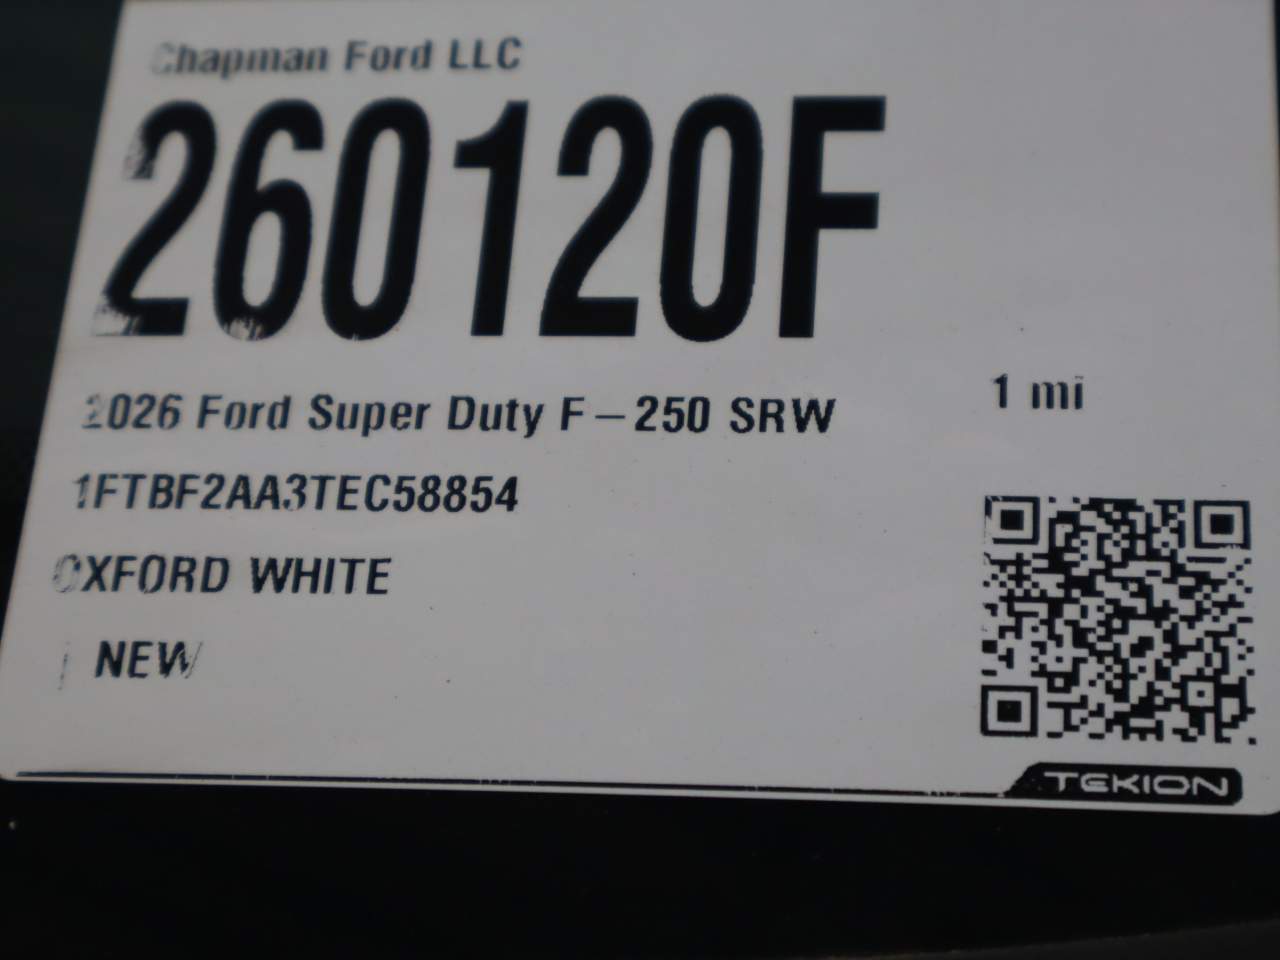 Chapman Ford LLC
260120F
2026 Ford Super Duty F-250 SRW
1 mi
1FTBF2AA3TEC58854
OXFORD WHITE
| NEW
TEKION